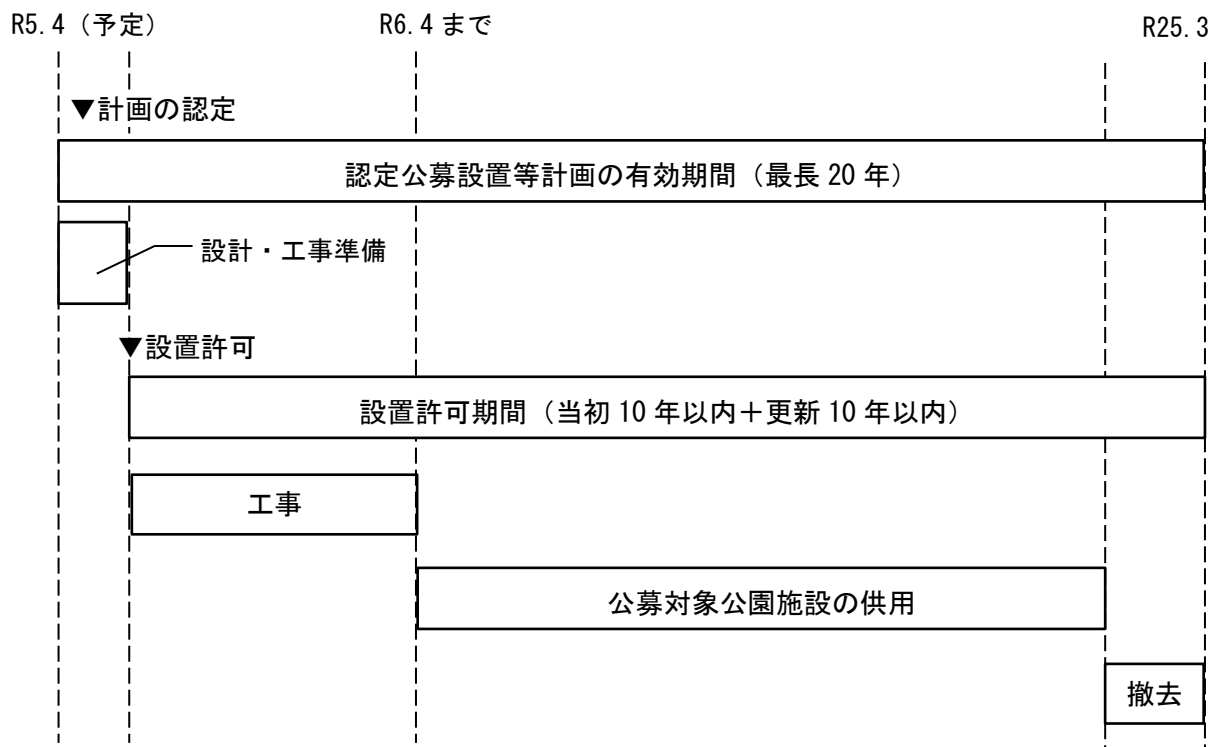 R5.4（予定）
R6.4まで
R25.3
▼計画の認定
認定公募設置等計画の有効期間（最長20年）
設計・工事準備
▼設置許可
設置許可期間（当初10年以内＋更新10年以内）
工事
公募対象公園施設の供用
撤去